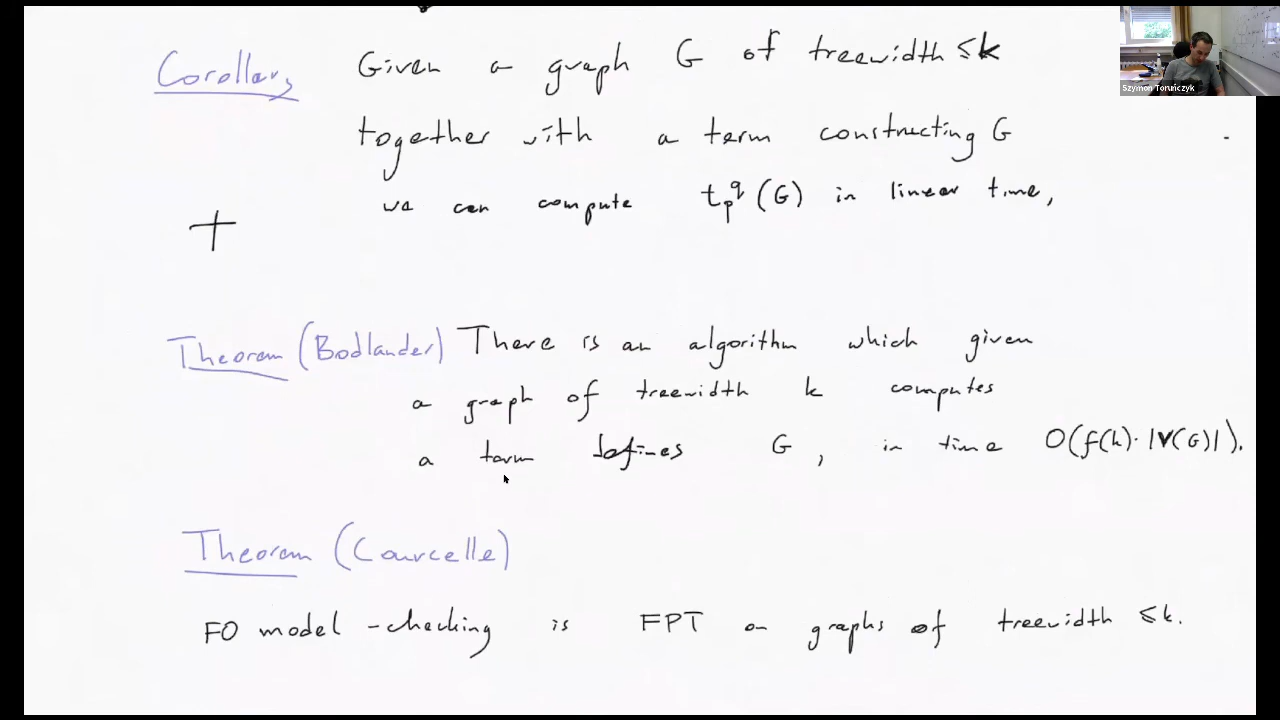 Corollary Given a graph G of treewidth ≤k
together with a term constructing G
we can compute tp^q(G) in linear time,
+
Theorem (Bodlander) There is an algorithm which given
a graph of treewidth k computes
a term defines G, in time O(f(k)·|V(G)|).
Theorem (Courcelle)
FO model-checking is FPT on graphs of treewidth ≤k.
Szymon Toruńczyk